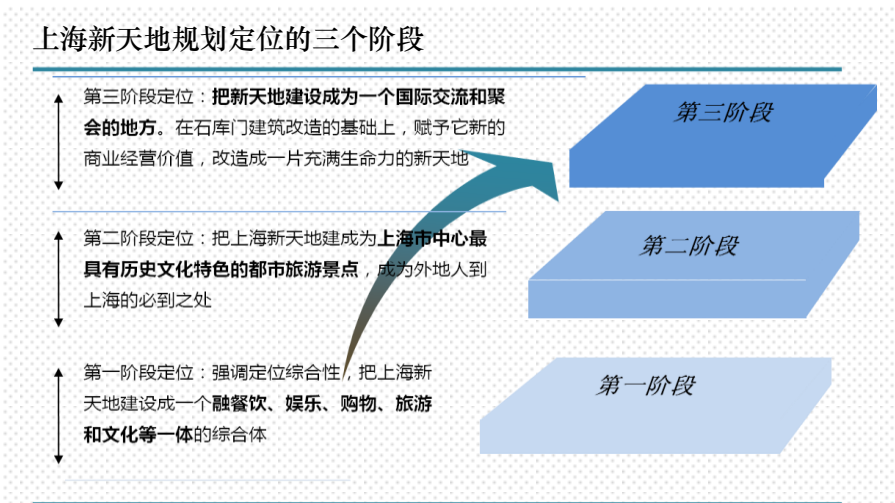 上海新天地规划定位的三个阶段
第三阶段定位：把新天地建设成为一个国际交流和聚
会的地方。在石库门建筑改造的基础上，赋予它新的
商业经营价值，改造成一片充满生命力的新天地
第三阶段
第二阶段定位：把上海新天地建成为上海市中心最
具有历史文化特色的都市旅游景点，成为外地人到
上海的必到之处
第二阶段
第一阶段定位：强调定位综合性，把上海新
天地建设成一个融餐饮、娱乐、购物、旅游
和文化等一体的综合体
第一阶段